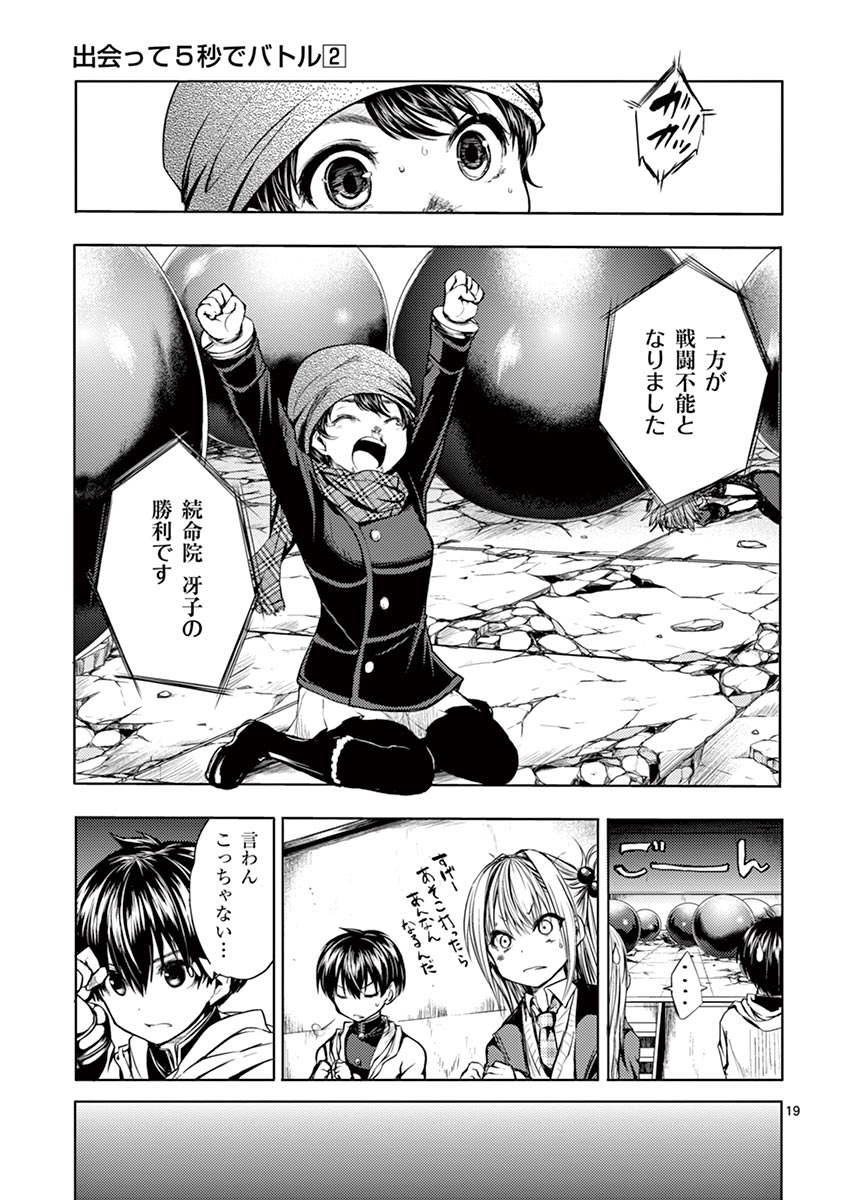 出会って5秒でバトル2
ガガッ
一方が
戦闘不能と
なりました
続命院 冴子の
勝利です
ごーーん
・・・・
すげー
あそこ打ったら
あんなん
なるんだ
言わん
こっちゃない…
19